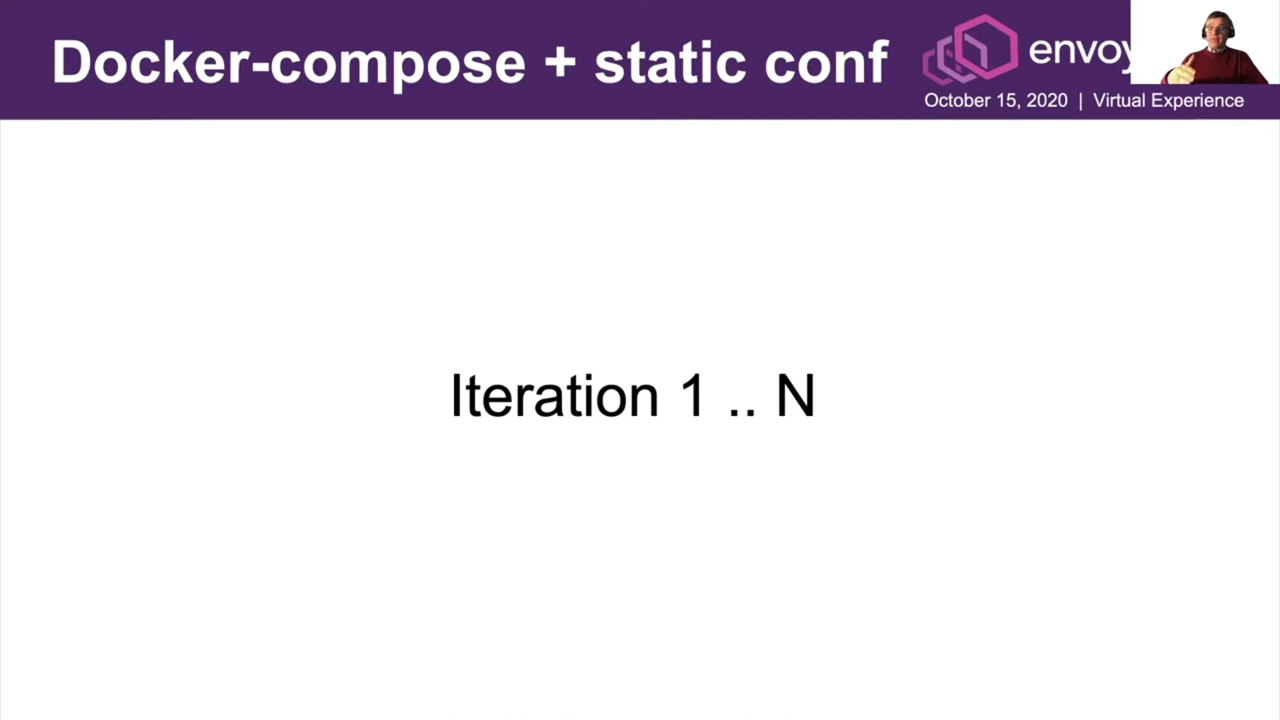 Docker-compose + static conf
envoy
October 15, 2020 | Virtual Experience
Iteration 1 .. N